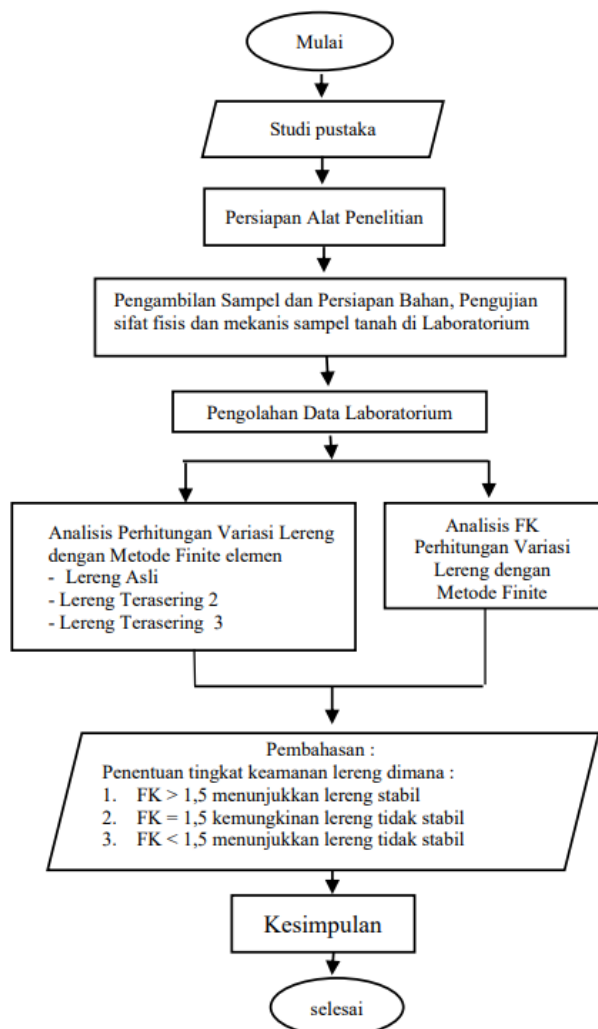 Mulai
Studi pustaka
Persiapan Alat Penelitian
Pengambilan Sampel dan Persiapan Bahan, Pengujian
sifat fisis dan mekanis sampel tanah di Laboratorium
Pengolahan Data Laboratorium
Analisis Perhitungan Variasi Lereng
dengan Metode Finite elemen
- Lereng Asli
- Lereng Terasering 2
- Lereng Terasering 3
Analisis FK
Perhitungan Variasi
Lereng dengan
Metode Finite
Pembahasan :
Penentuan tingkat keamanan lereng dimana :
1. FK > 1,5 menunjukkan lereng stabil
2. FK = 1,5 kemungkinan lereng tidak stabil
3. FK < 1,5 menunjukkan lereng tidak stabil
Kesimpulan
selesai